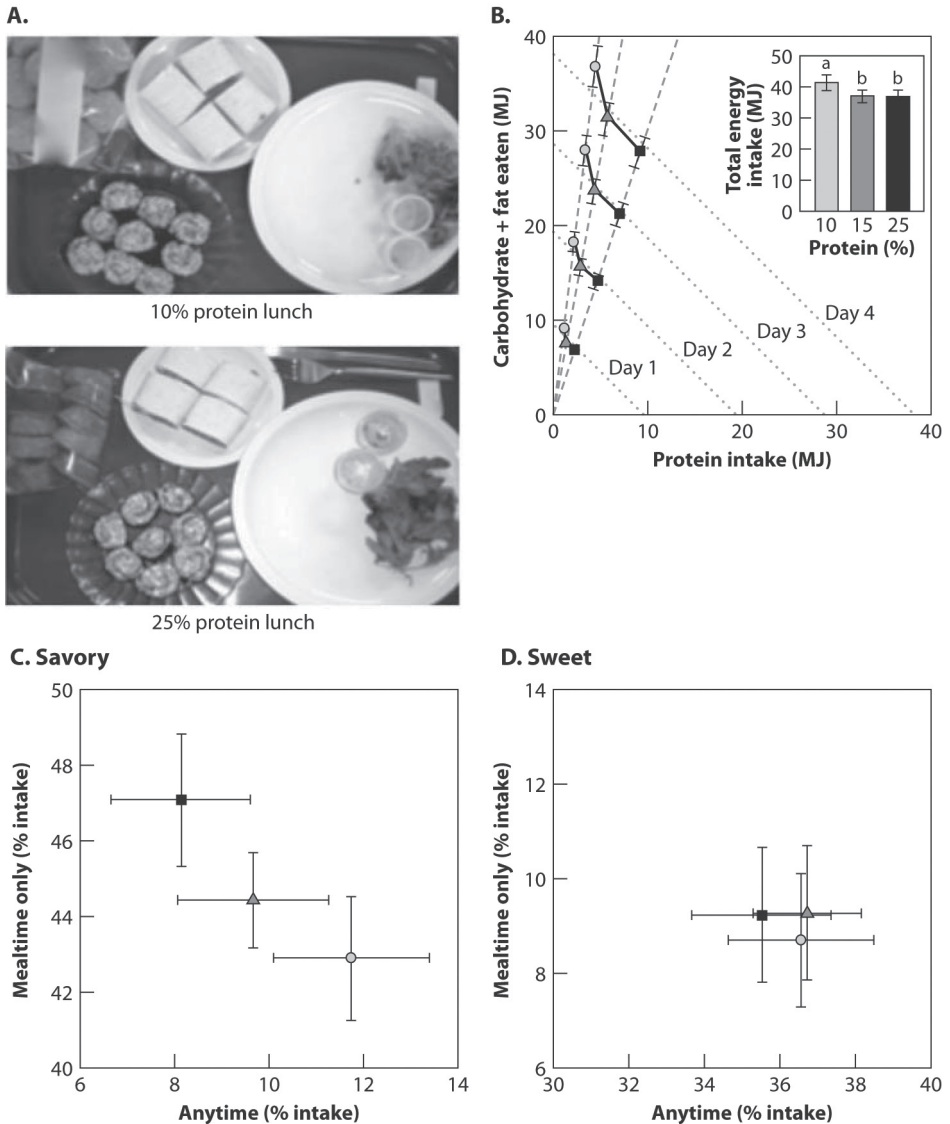 A.
10% protein lunch
25% protein lunch
B.
Carbohydrate + fat eaten (MJ)
40
30
20
10
0
0
10
20
30
40
Protein intake (MJ)
Day 1
Day 2
Day 3
Day 4
Total energy
intake (MJ)
50
40
30
20
10
0
a
b
b
10
15
25
Protein (%)
C. Savory
Mealtime only (% intake)
50
48
46
44
42
40
6
8
10
12
14
Anytime (% intake)
D. Sweet
Mealtime only (% intake)
14
12
10
8
6
30
32
34
36
38
40
Anytime (% intake)